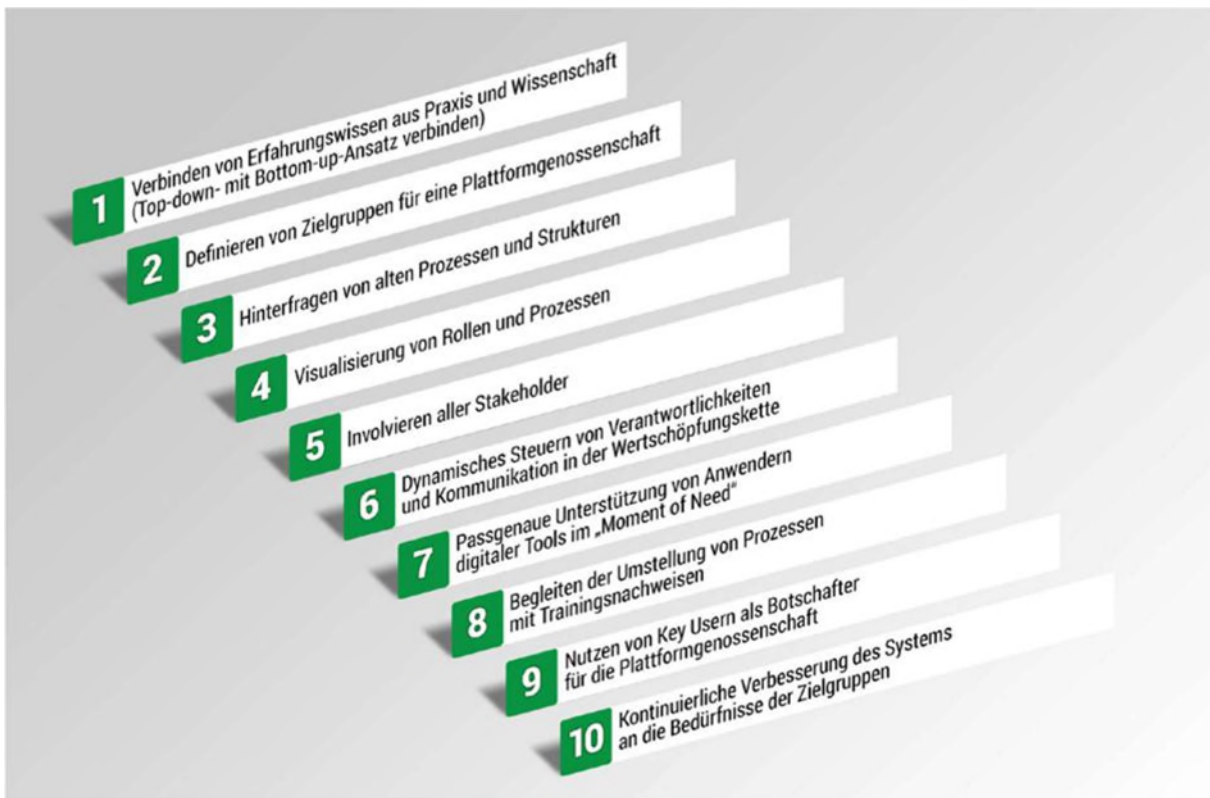 1
Verbinden von Erfahrungswissen aus Praxis und Wissenschaft
(Top-down- mit Bottom-up-Ansatz verbinden)
2
Definieren von Zielgruppen für eine Plattformgenossenschaft
3
Hinterfragen von alten Prozessen und Strukturen
4
Visualisierung von Rollen und Prozessen
5
Involvieren aller Stakeholder
6
Dynamisches Steuern von Verantwortlichkeiten
und Kommunikation in der Wertschöpfungskette
7
Passgenaue Unterstützung von Anwendern
digitaler Tools im „Moment of Need“
8
Begleiten der Umstellung von Prozessen
mit Trainingsnachweisen
9
Nutzen von Key Usern als Botschafter
für die Plattformgenossenschaft
10
Kontinuierliche Verbesserung des Systems
an die Bedürfnisse der Zielgruppen